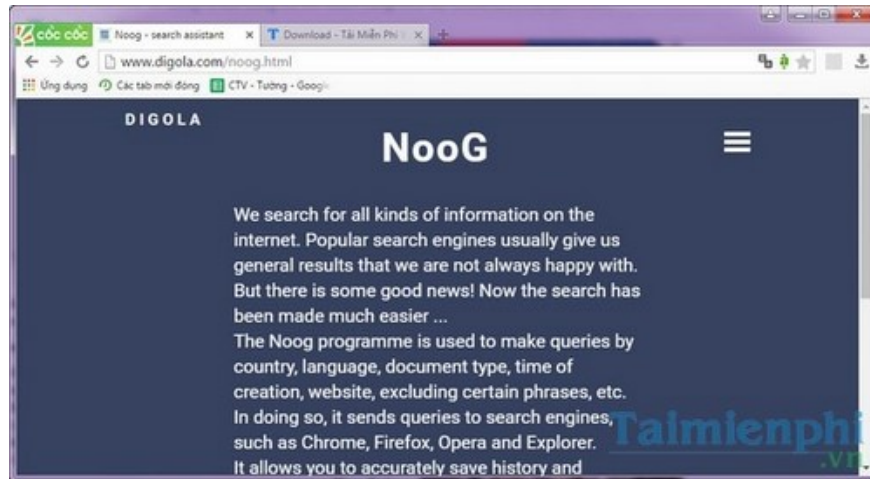 cốc cốc
Noog - search assistant
Download - Tải Miễn Phí
www.digola.com/noog.html
Ứng dụng
Các tab mới đóng
CTV - Tường - Google
DIGOLA
NooG
We search for all kinds of information on the
internet. Popular search engines usually give us
general results that we are not always happy with.
But there is some good news! Now the search has
been made much easier ...
The Noog programme is used to make queries by
country, language, document type, time of
creation, website, excluding certain phrases, etc.
In doing so, it sends queries to search engines,
such as Chrome, Firefox, Opera and Explorer.
It allows you to accurately save history and
Taimienphi
.vn